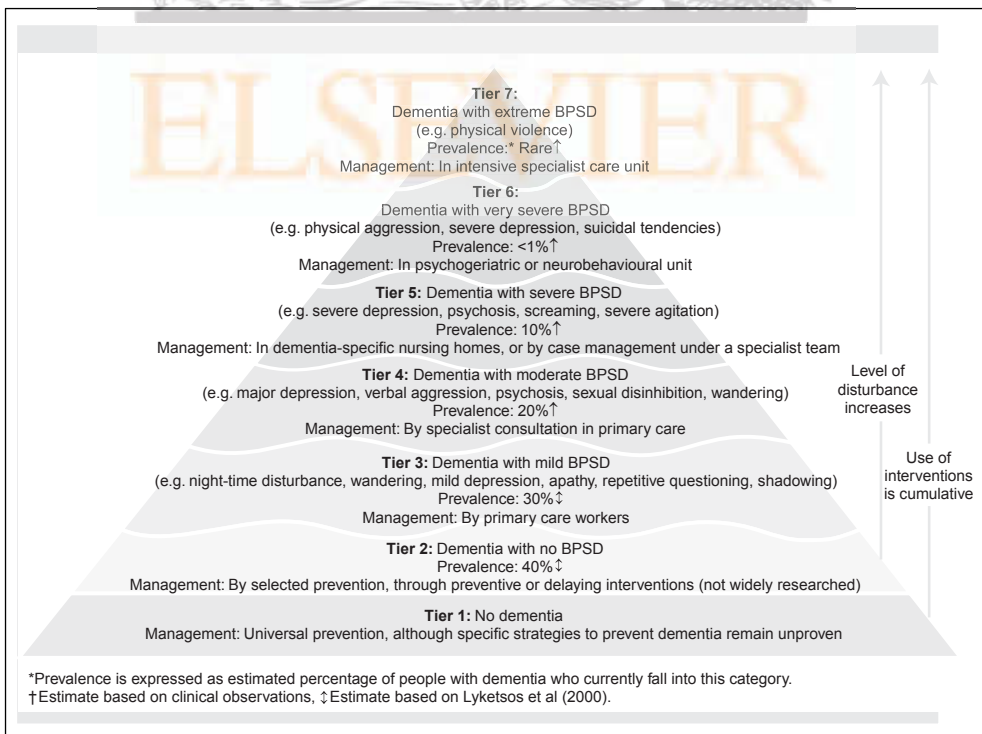 ELSEVIER
Tier 7:
Dementia with extreme BPSD
(e.g. physical violence)
Prevalence:* Rare↑
Management: In intensive specialist care unit
Tier 6:
Dementia with very severe BPSD
(e.g. physical aggression, severe depression, suicidal tendencies)
Prevalence: <1%↑
Management: In psychogeriatric or neurobehavioural unit
Tier 5: Dementia with severe BPSD
(e.g. severe depression, psychosis, screaming, severe agitation)
Prevalence: 10%↑
Management: In dementia-specific nursing homes, or by case management under a specialist team
Tier 4: Dementia with moderate BPSD
(e.g. major depression, verbal aggression, psychosis, sexual disinhibition, wandering)
Prevalence: 20%↑
Management: By specialist consultation in primary care
Tier 3: Dementia with mild BPSD
(e.g. night-time disturbance, wandering, mild depression, apathy, repetitive questioning, shadowing)
Prevalence: 30%↕
Management: By primary care workers
Tier 2: Dementia with no BPSD
Prevalence: 40%↕
Management: By selected prevention, through preventive or delaying interventions (not widely researched)
Tier 1: No dementia
Management: Universal prevention, although specific strategies to prevent dementia remain unproven
Level of
disturbance
increases
Use of
interventions
is cumulative
*Prevalence is expressed as estimated percentage of people with dementia who currently fall into this category.
†Estimate based on clinical observations, ↕Estimate based on Lyketsos et al (2000).